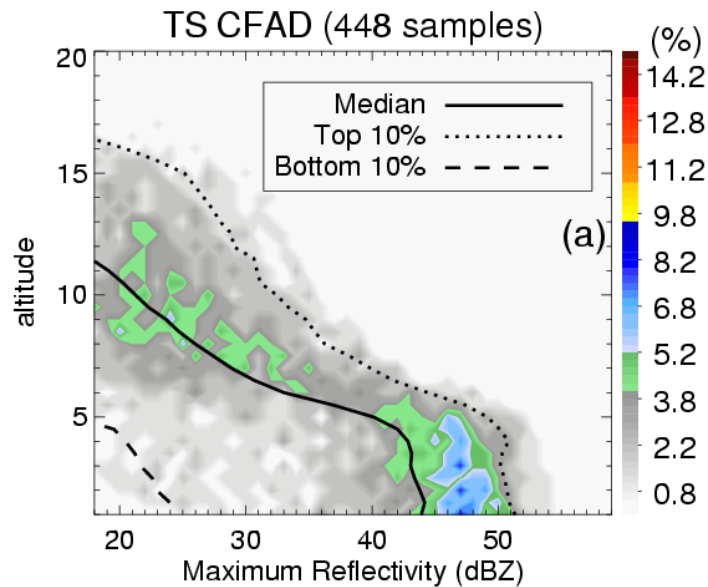 TS CFAD (448 samples)
(%)
20
15
10
5
altitude
Median
Top 10%
Bottom 10%
(a)
14.2
12.8
11.2
9.8
8.2
6.8
5.2
3.8
2.2
0.8
20
30
40
50
Maximum Reflectivity (dBZ)